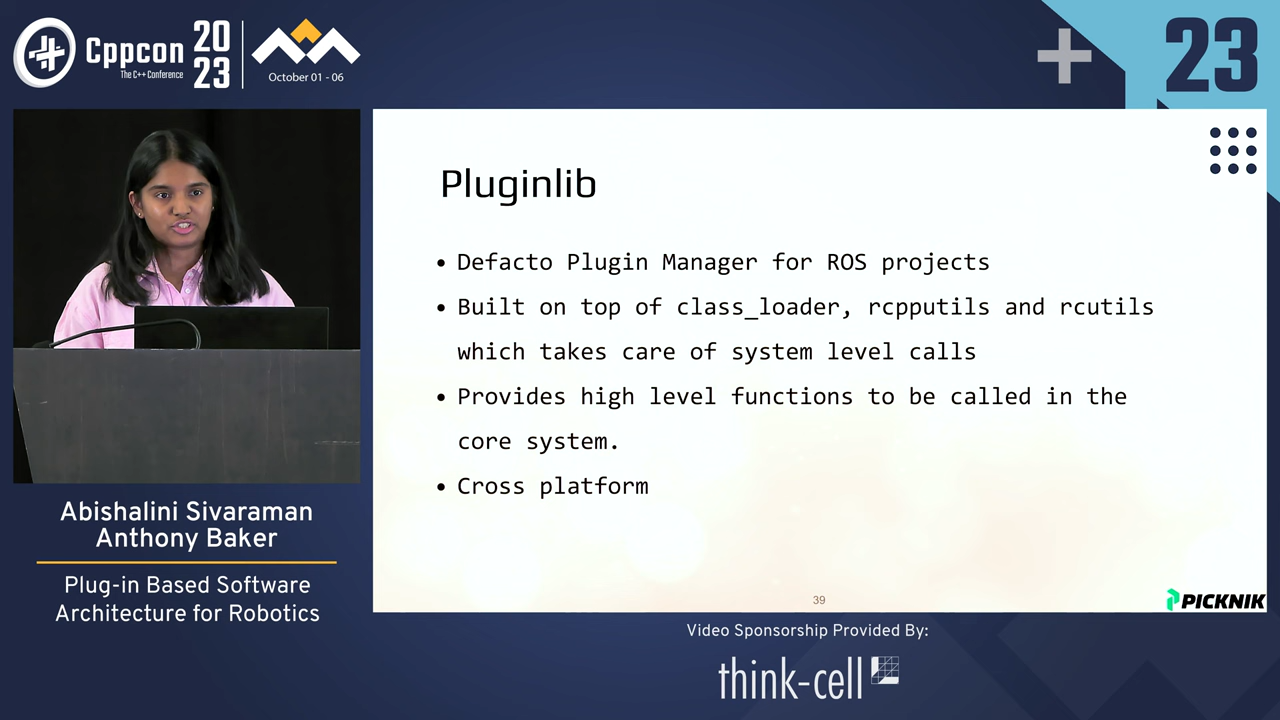 Cppcon
The C++ Conference
20
23
October 01 - 06
23
Pluginlib
• Defacto Plugin Manager for ROS projects
• Built on top of class_loader, rcpputils and rcutils
which takes care of system level calls
• Provides high level functions to be called in the
core system.
• Cross platform
39
PICKNIK
Abishalini Sivaraman
Anthony Baker
Plug-in Based Software
Architecture for Robotics
Video Sponsorship Provided By:
think-cell